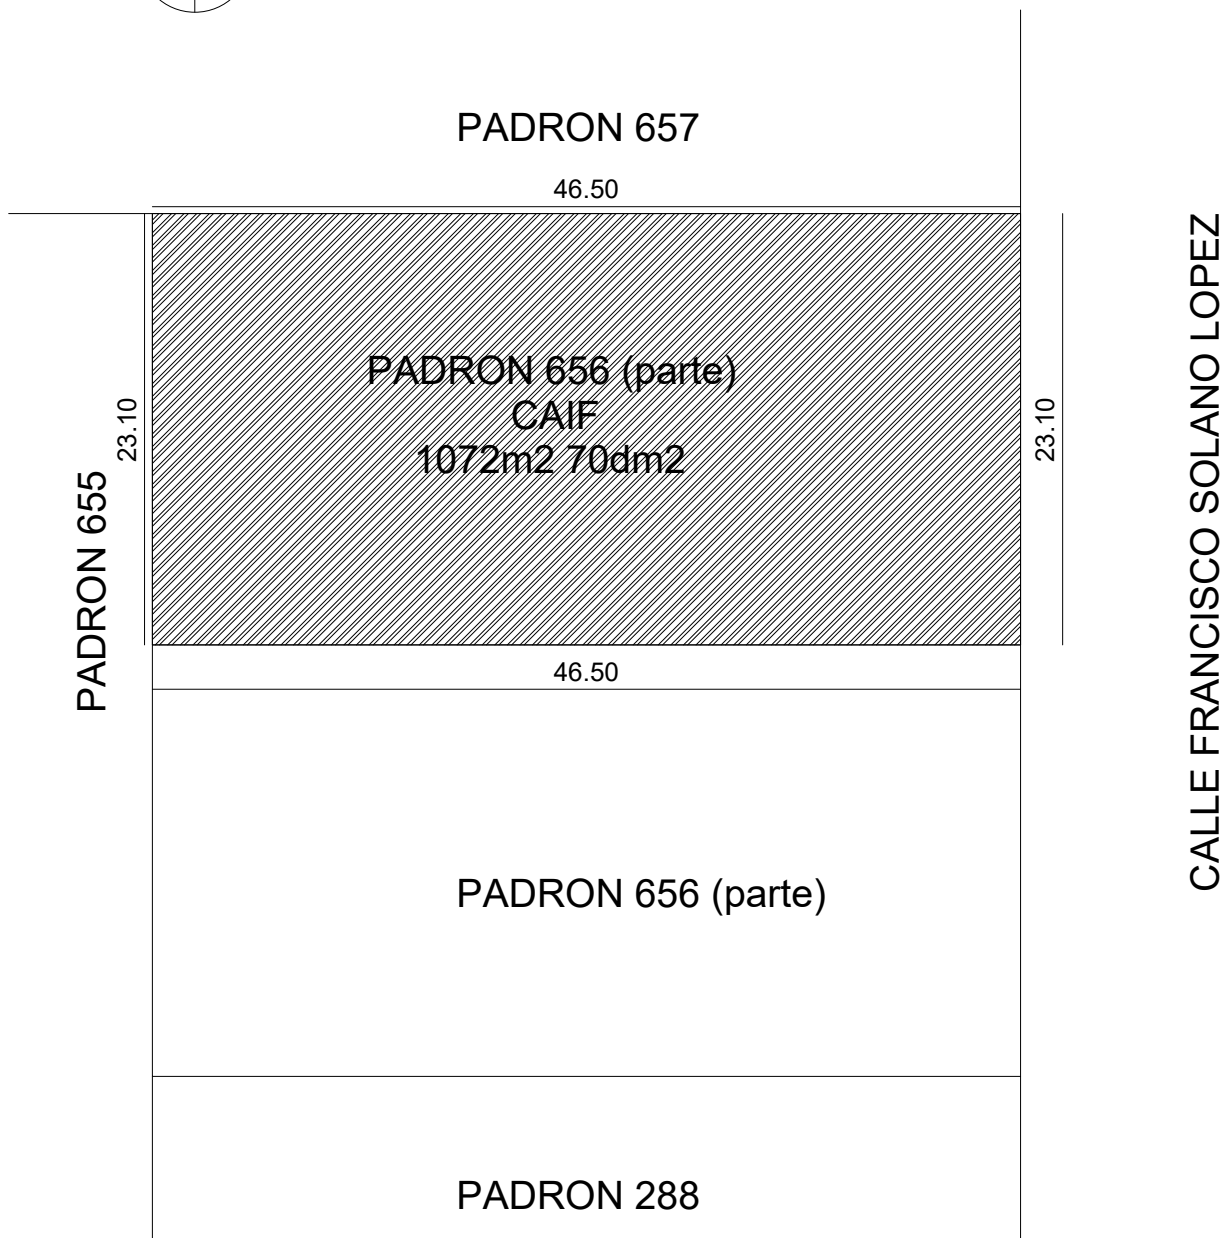 PADRON 657
46.50
PADRON 656 (parte)
CAIF
1072m2 70dm2
23.10
PADRON 655
23.10
CALLE FRANCISCO SOLANO LOPEZ
46.50
PADRON 656 (parte)
PADRON 288